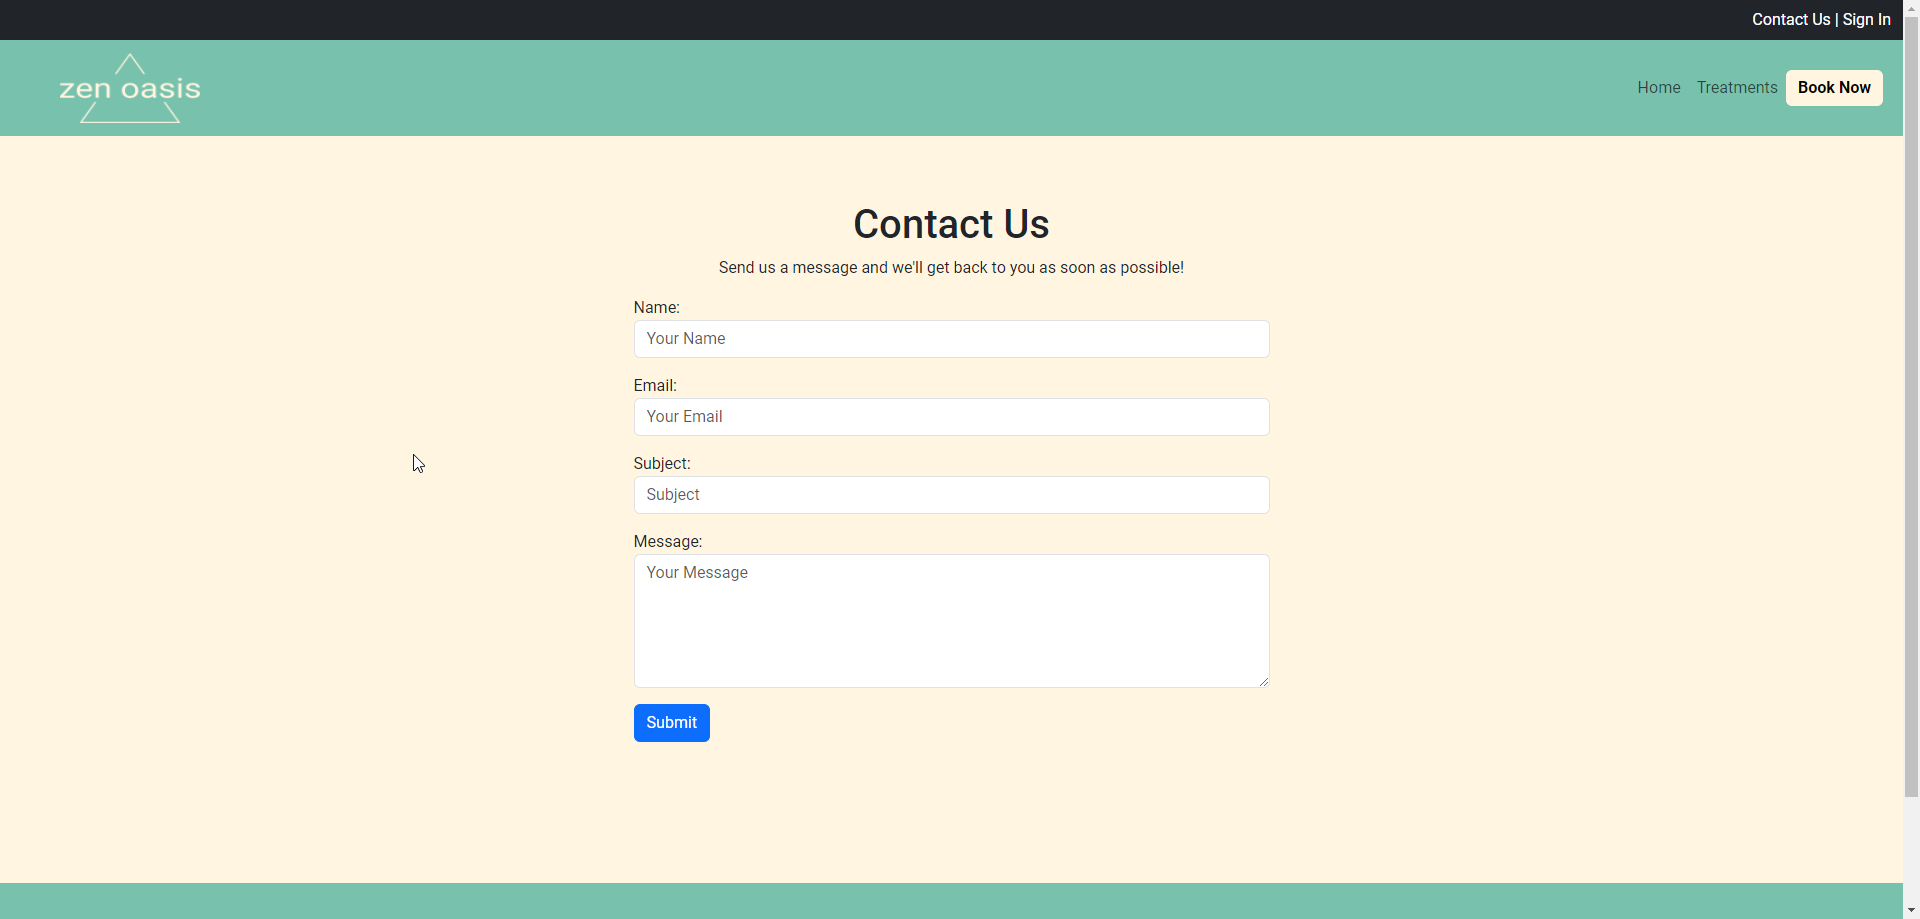 Contact Us | Sign In
zen oasis
Home Treatments Book Now
Contact Us
Send us a message and we'll get back to you as soon as possible!
Name:
Your Name
Email:
Your Email
Subject:
Subject
Message:
Your Message
Submit